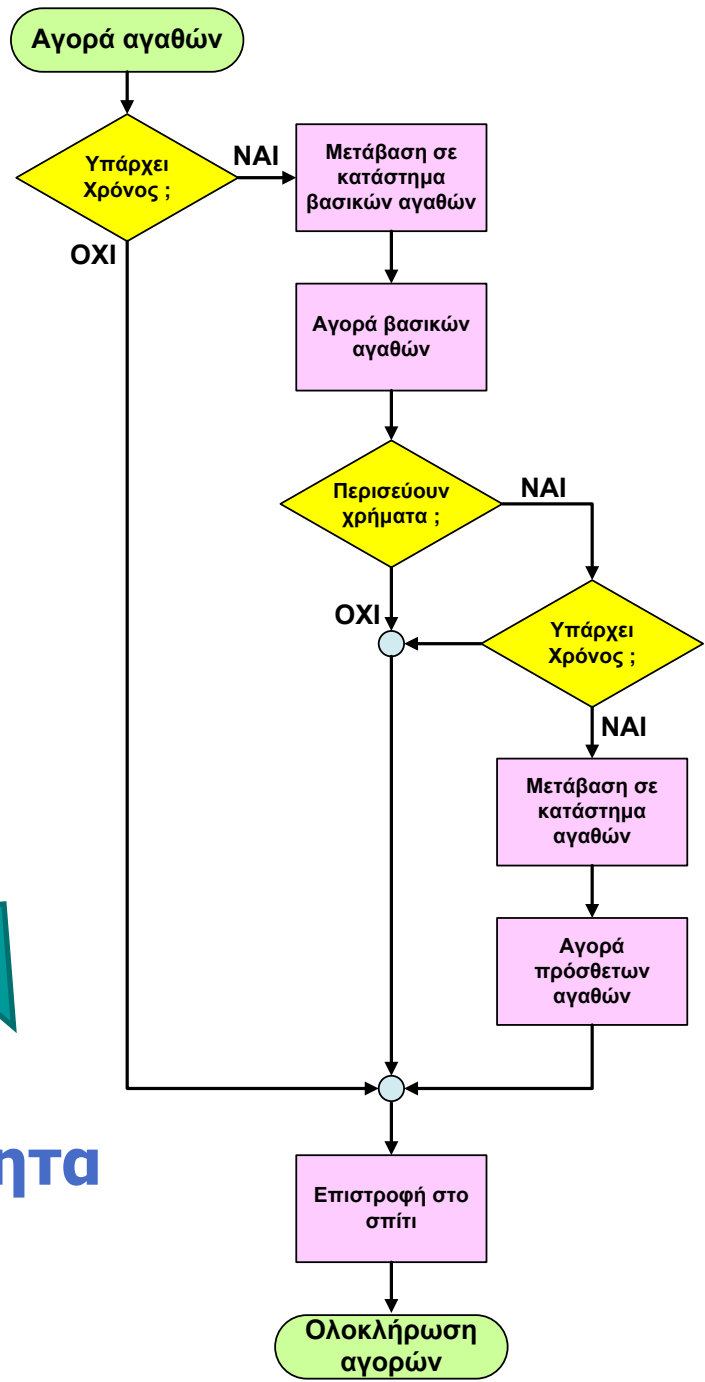 Αγορά αγαθών
Υπάρχει
Χρόνος ;
ΝΑΙ
ΟΧΙ
Μετάβαση σε
κατάστημα
βασικών αγαθών
Αγορά βασικών
αγαθών
Περισεύουν
χρήματα ;
ΝΑΙ
ΟΧΙ
Υπάρχει
Χρόνος ;
ΝΑΙ
Μετάβαση σε
κατάστημα
αγαθών
Αγορά
πρόσθετων
αγαθών
ητα
Επιστροφή στο
σπίτι
Ολοκλήρωση
αγορών